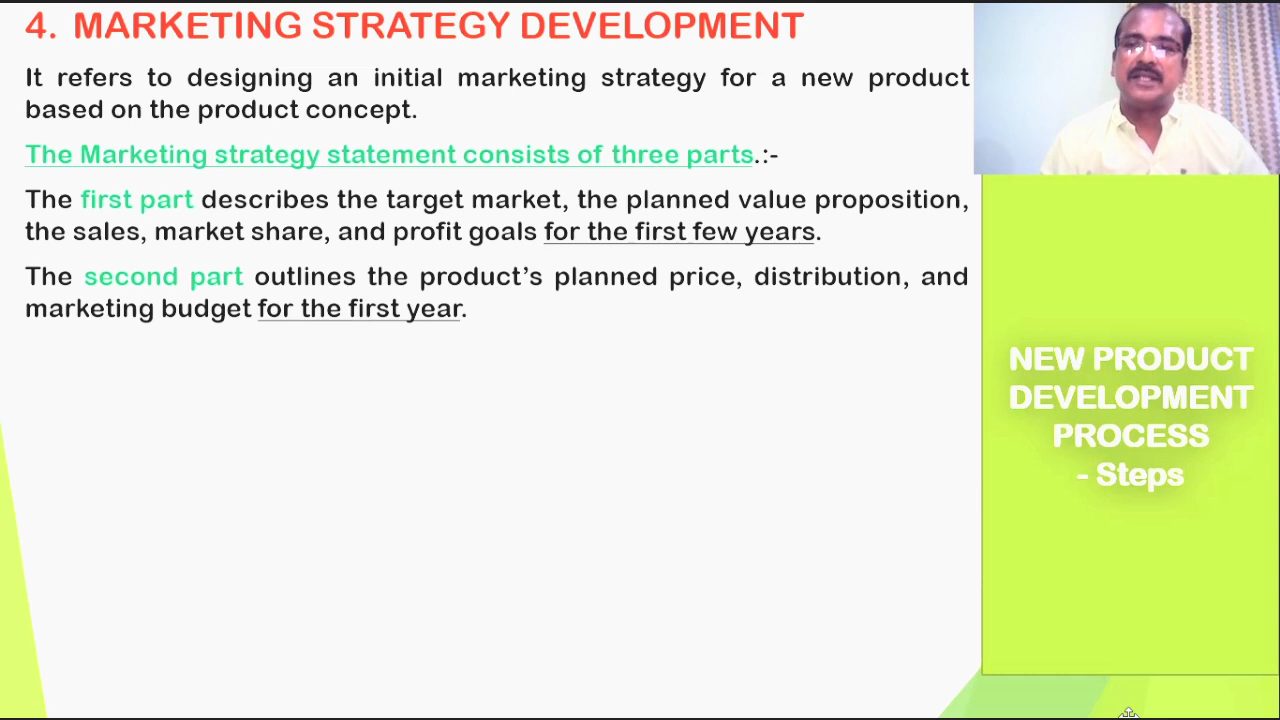 4. MARKETING STRATEGY DEVELOPMENT
It refers to designing an initial marketing strategy for a new product
based on the product concept.
The Marketing strategy statement consists of three parts.:-
The first part describes the target market, the planned value proposition,
the sales, market share, and profit goals for the first few years.
The second part outlines the product’s planned price, distribution, and
marketing budget for the first year.
NEW PRODUCT
DEVELOPMENT
PROCESS
- Steps